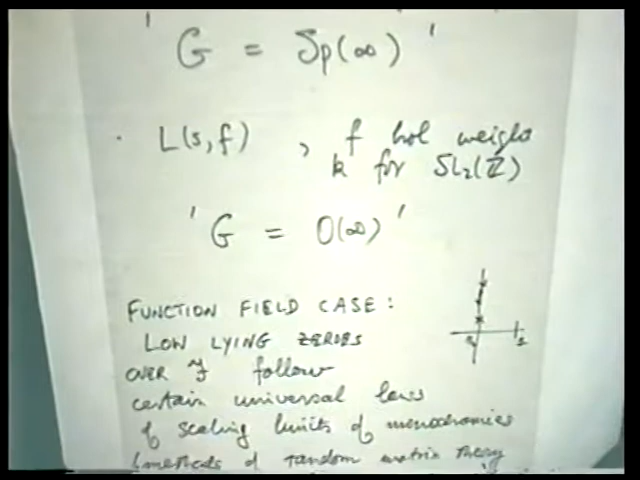 ' G = Sp(∞) '
· L(s,f) , f hol weight
k for SL₂(ℤ)
' G = O(∞) '
FUNCTION FIELD CASE:
LOW LYING ZEROES
OVER follow
certain universal laws
of scaling limits of monodromies
(methods of random matrix theory